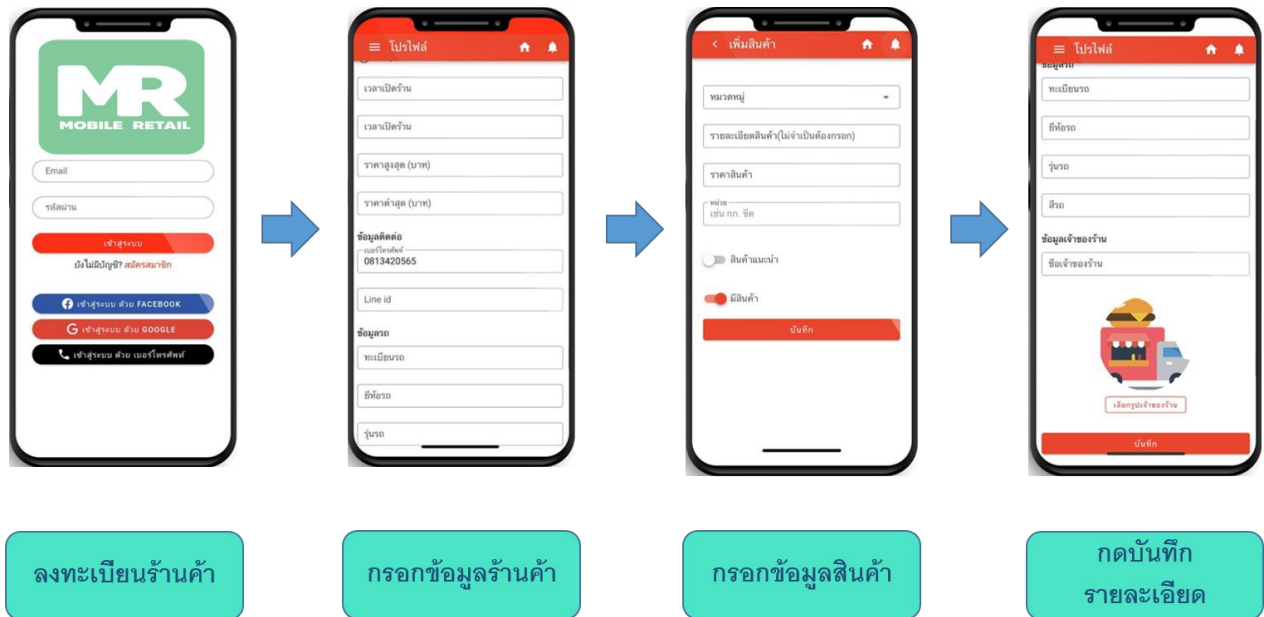 MR
MOBILE RETAIL
Email
รหัสผ่าน
เข้าสู่ระบบ
ยังไม่มีบัญชี? สมัครสมาชิก
เข้าสู่ระบบ ด้วย FACEBOOK
เข้าสู่ระบบ ด้วย GOOGLE
เข้าสู่ระบบ ด้วย เบอร์โทรศัพท์
โปรไฟล์
เวลาเปิดร้าน
เวลาเปิดร้าน
ราคาสูงสุด (บาท)
ราคาต่ำสุด (บาท)
ข้อมูลติดต่อ
เบอร์โทรศัพท์
0813420565
Line id
ข้อมูลรถ
ทะเบียนรถ
ยี่ห้อรถ
รุ่นรถ
เพิ่มสินค้า
หมวดหมู่
รายละเอียดสินค้า(ไม่จำเป็นต้องกรอก)
ราคาสินค้า
หน่วย
เช่น กก. ขีด
สินค้าแนะนำ
มีสินค้า
บันทึก
โปรไฟล์
ข้อมูลรถ
ทะเบียนรถ
ยี่ห้อรถ
รุ่นรถ
สีรถ
ข้อมูลเจ้าของร้าน
ชื่อเจ้าของร้าน
เลือกรูปเจ้าของร้าน
บันทึก
ลงทะเบียนร้านค้า
กรอกข้อมูลร้านค้า
กรอกข้อมูลสินค้า
กดบันทึก
รายละเอียด